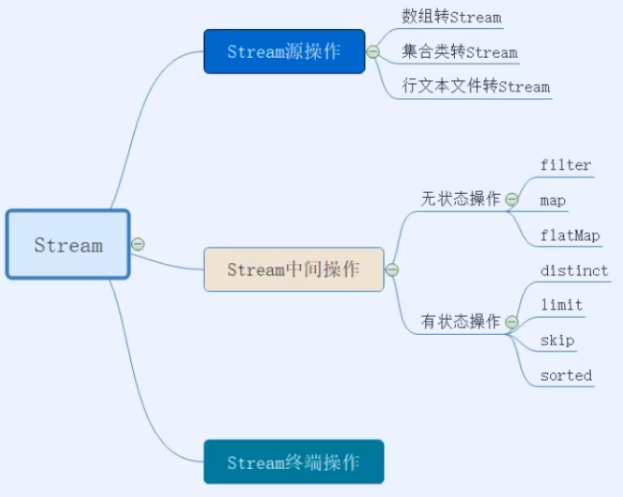 Stream
Stream源操作
数组转Stream
集合类转Stream
行文本文件转Stream
Stream中间操作
无状态操作
filter
map
flatMap
有状态操作
distinct
limit
skip
sorted
Stream终端操作